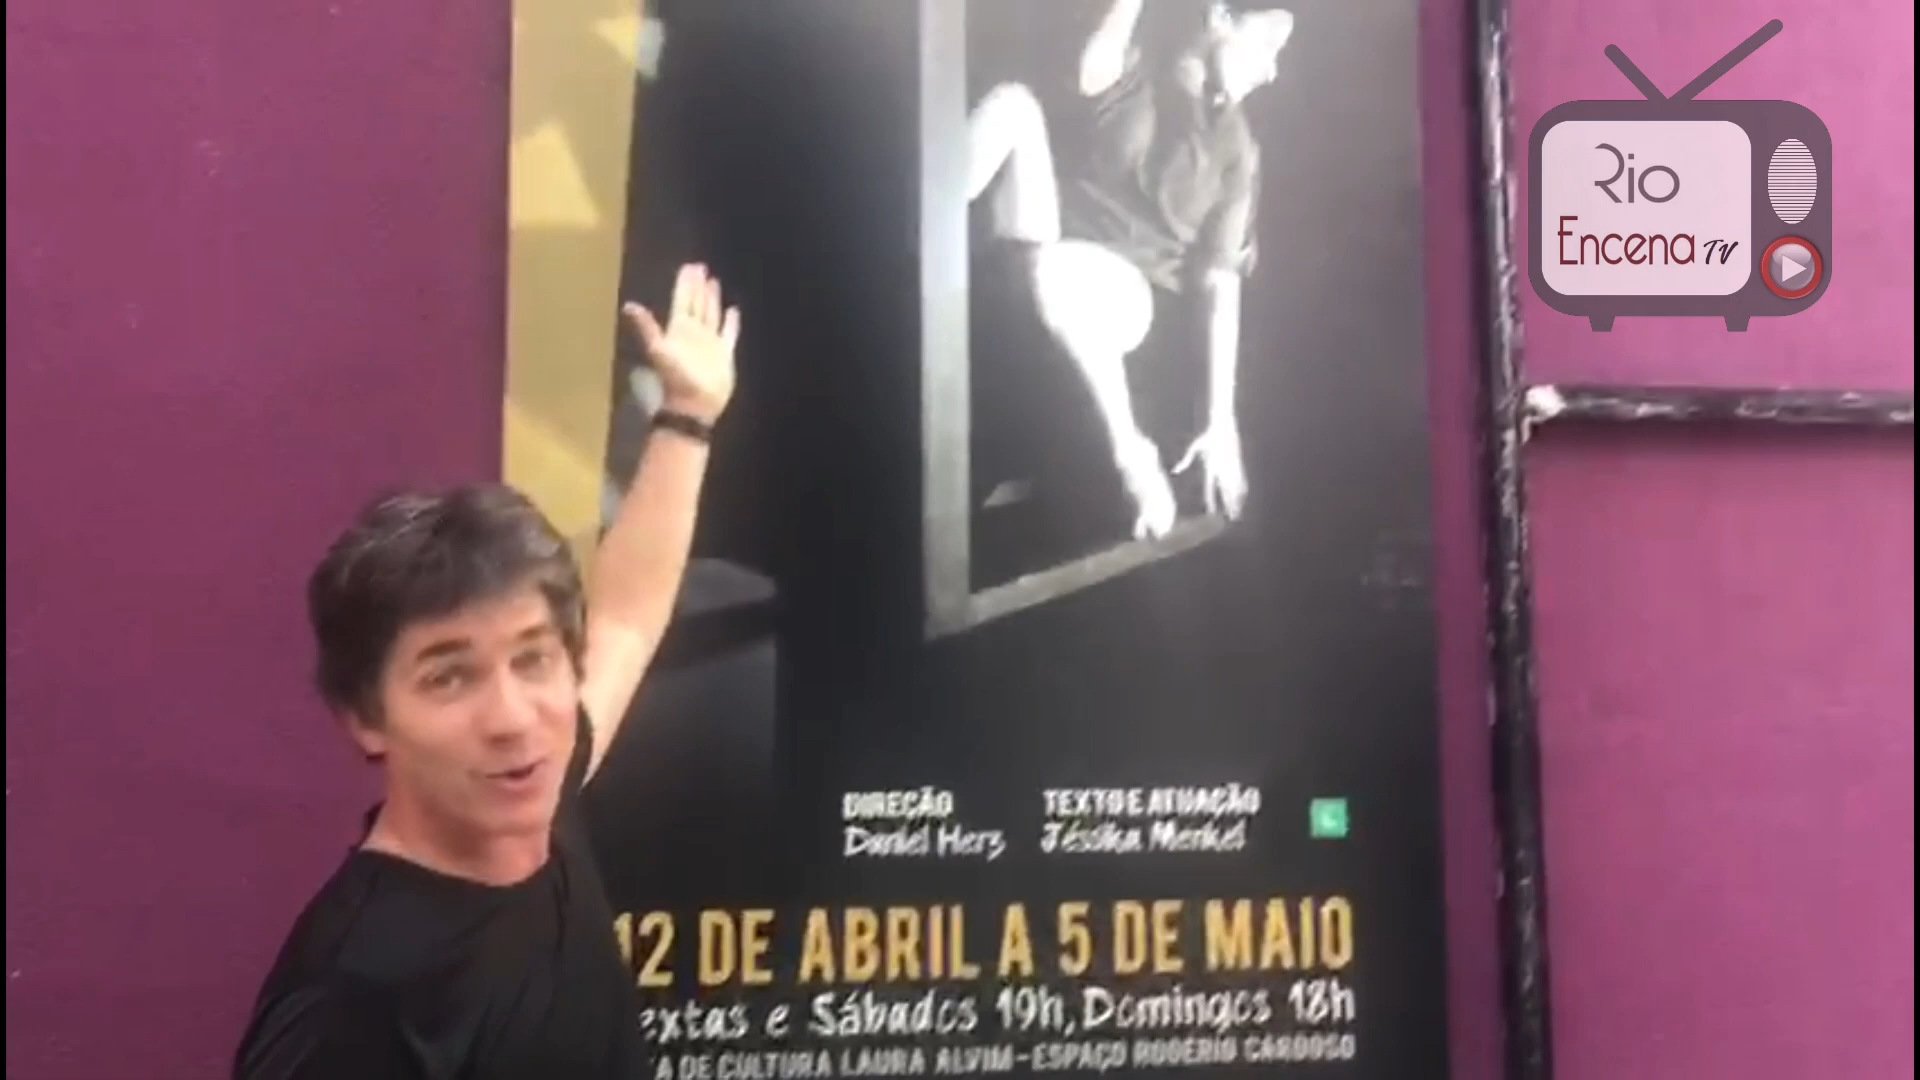 Rio
Encena TV
DIREÇÃO
Daniel Herz
TEXTO E ATUAÇÃO
Jéssika Menkel
L
12 DE ABRIL A 5 DE MAIO
extas e Sábados 19h, Domingos 18h
A DE CULTURA LAURA ALVIM-ESPAÇO ROGÉRIO CARDOSO